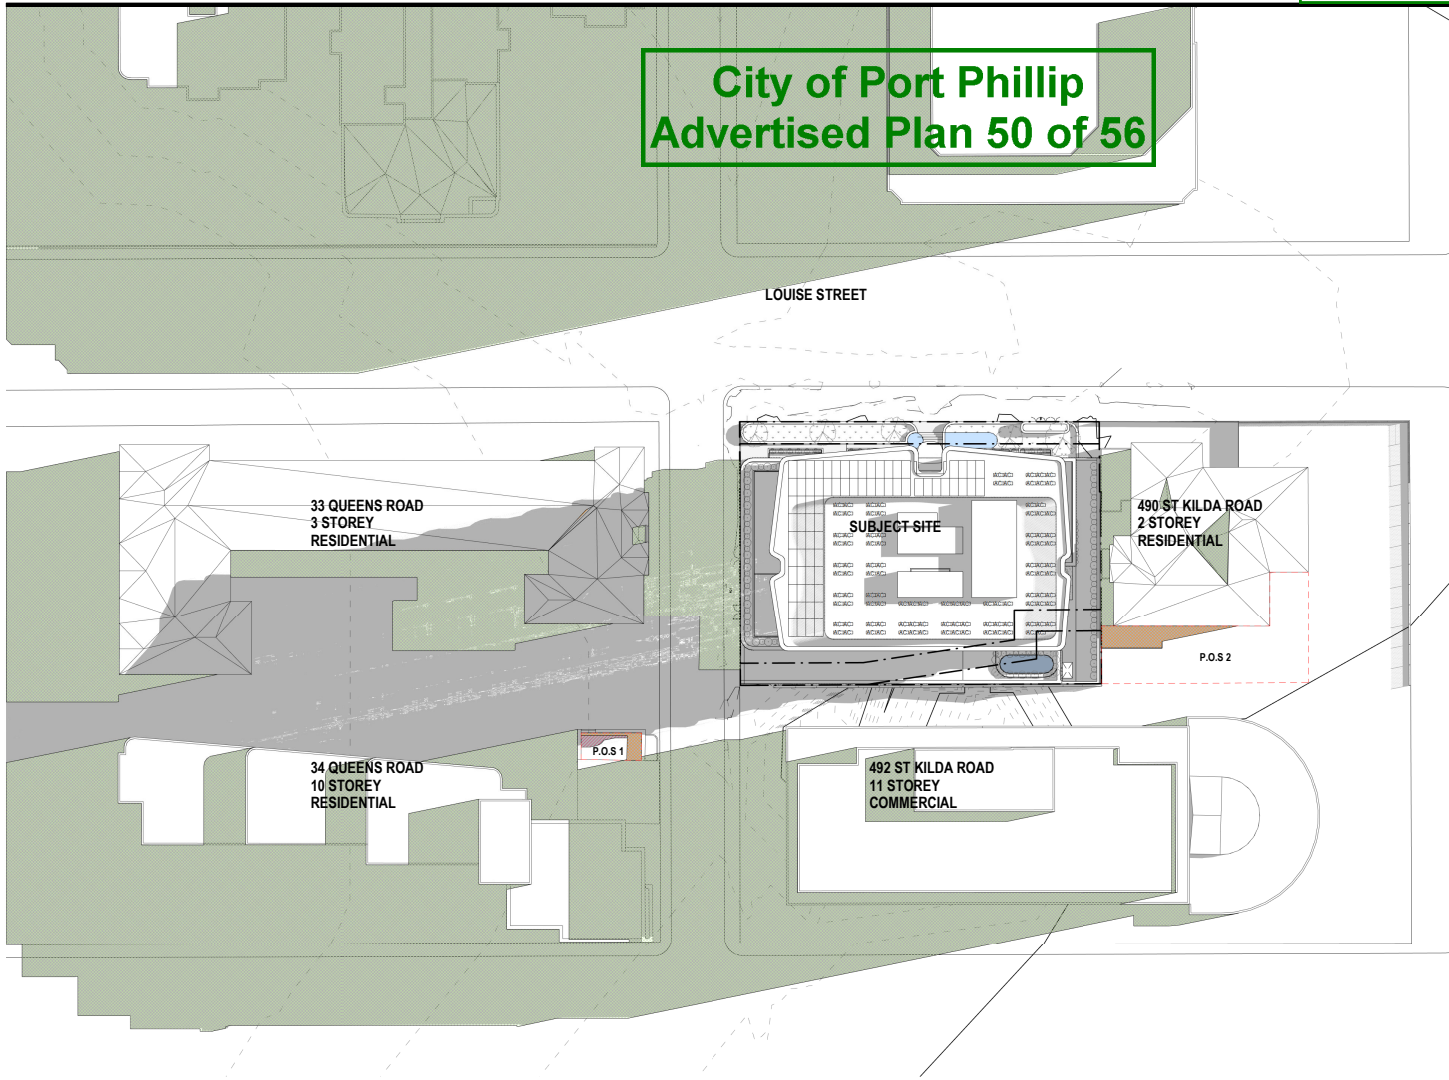 City of Port Phillip
Advertised Plan 50 of 56
LOUISE STREET
33 QUEENS ROAD
3 STOREY
RESIDENTIAL
SUBJECT SITE
490 ST KILDA ROAD
2 STOREY
RESIDENTIAL
P.O.S 2
P.O.S 1
34 QUEENS ROAD
10 STOREY
RESIDENTIAL
492 ST KILDA ROAD
11 STOREY
COMMERCIAL